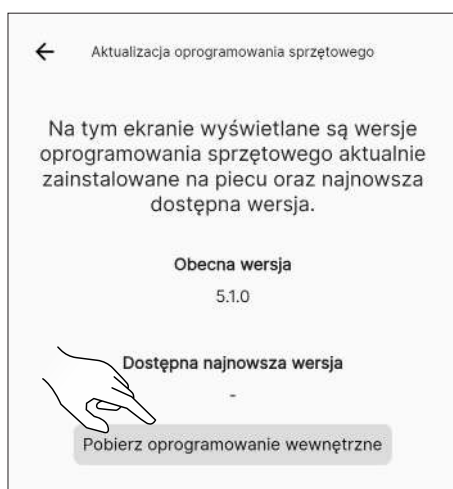 Aktualizacja oprogramowania sprzętowego
Na tym ekranie wyświetlane są wersje
oprogramowania sprzętowego aktualnie
zainstalowane na piecu oraz najnowsza
dostępna wersja.
Obecna wersja
5.1.0
Dostępna najnowsza wersja
-
Pobierz oprogramowanie wewnętrzne